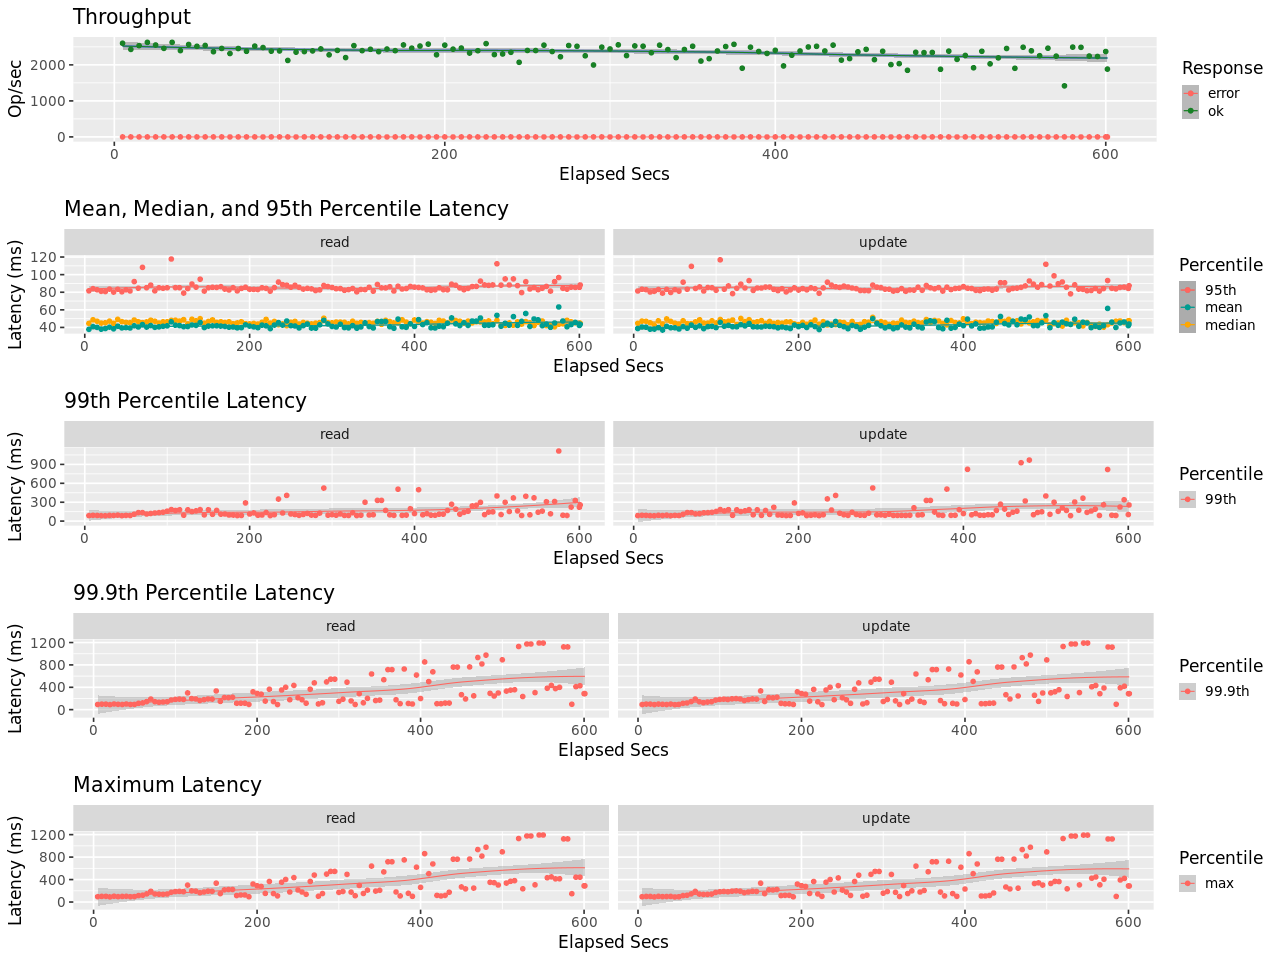 Throughput
Op/sec
2000
1000
0
0 200 400 600
Elapsed Secs
Response
error
ok
Mean, Median, and 95th Percentile Latency
read update
Latency (ms)
120
100
80
60
40
0 200 400 600 0 200 400 600
Elapsed Secs
Percentile
95th
mean
median
99th Percentile Latency
read update
Latency (ms)
900
600
300
0
0 200 400 600 0 200 400 600
Elapsed Secs
Percentile
99th
99.9th Percentile Latency
read update
Latency (ms)
1200
800
400
0
0 200 400 600 0 200 400 600
Elapsed Secs
Percentile
99.9th
Maximum Latency
read update
Latency (ms)
1200
800
400
0
0 200 400 600 0 200 400 600
Elapsed Secs
Percentile
max